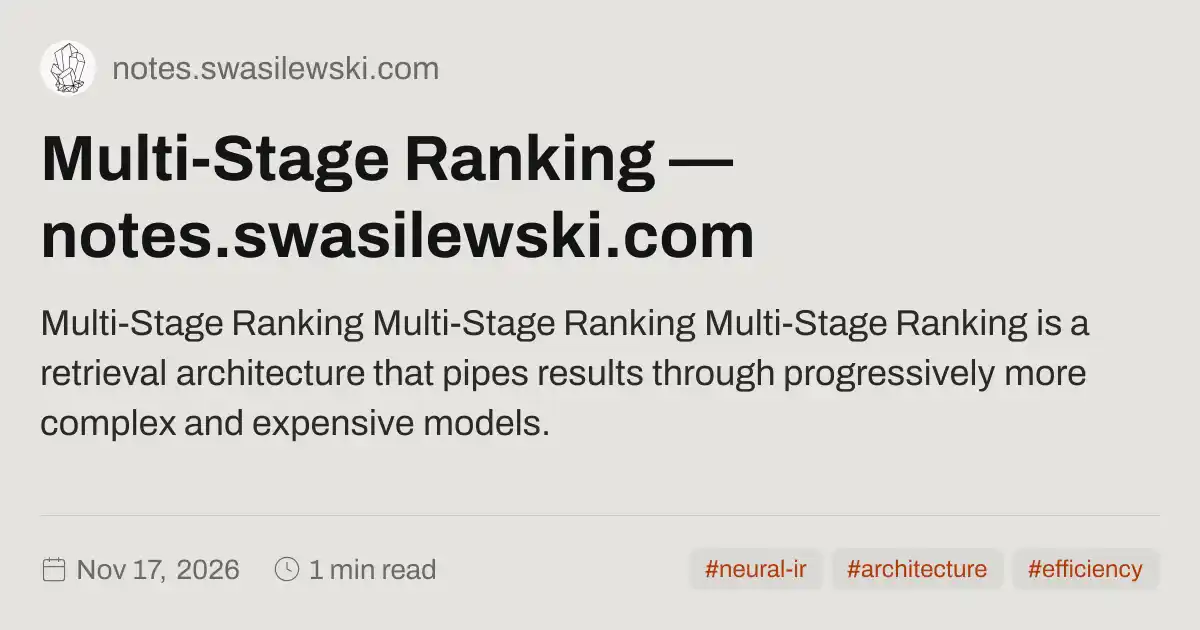 notes.swasilewski.com
Multi-Stage Ranking —
notes.swasilewski.com
Multi-Stage Ranking Multi-Stage Ranking Multi-Stage Ranking is a
retrieval architecture that pipes results through progressively more
complex and expensive models.
Nov 17, 2026 1 min read #neural-ir #architecture #efficiency